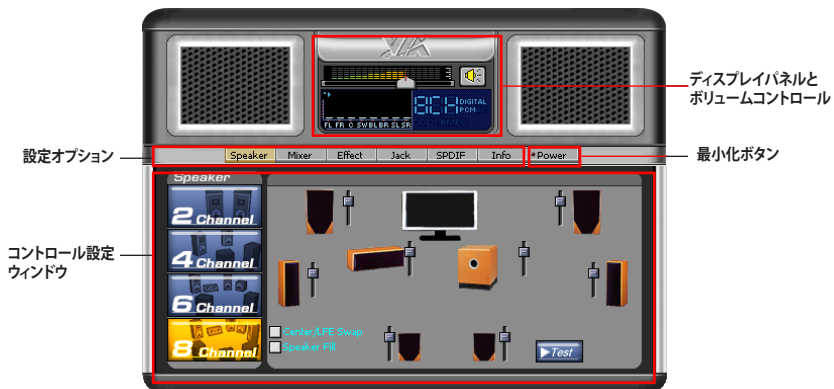 VIA
ディスプレイパネルと
ボリュームコントロール
8CH DIGITAL
PCM
FL FR C SW BL BR SL SR
設定オプション
Speaker Mixer Effect Jack SPDIF Info Power
最小化ボタン
Speaker
2 Channel
4 Channel
コントロール設定
ウィンドウ
6 Channel
8 Channel
Center/LFE Swap
Speaker Fill
Test